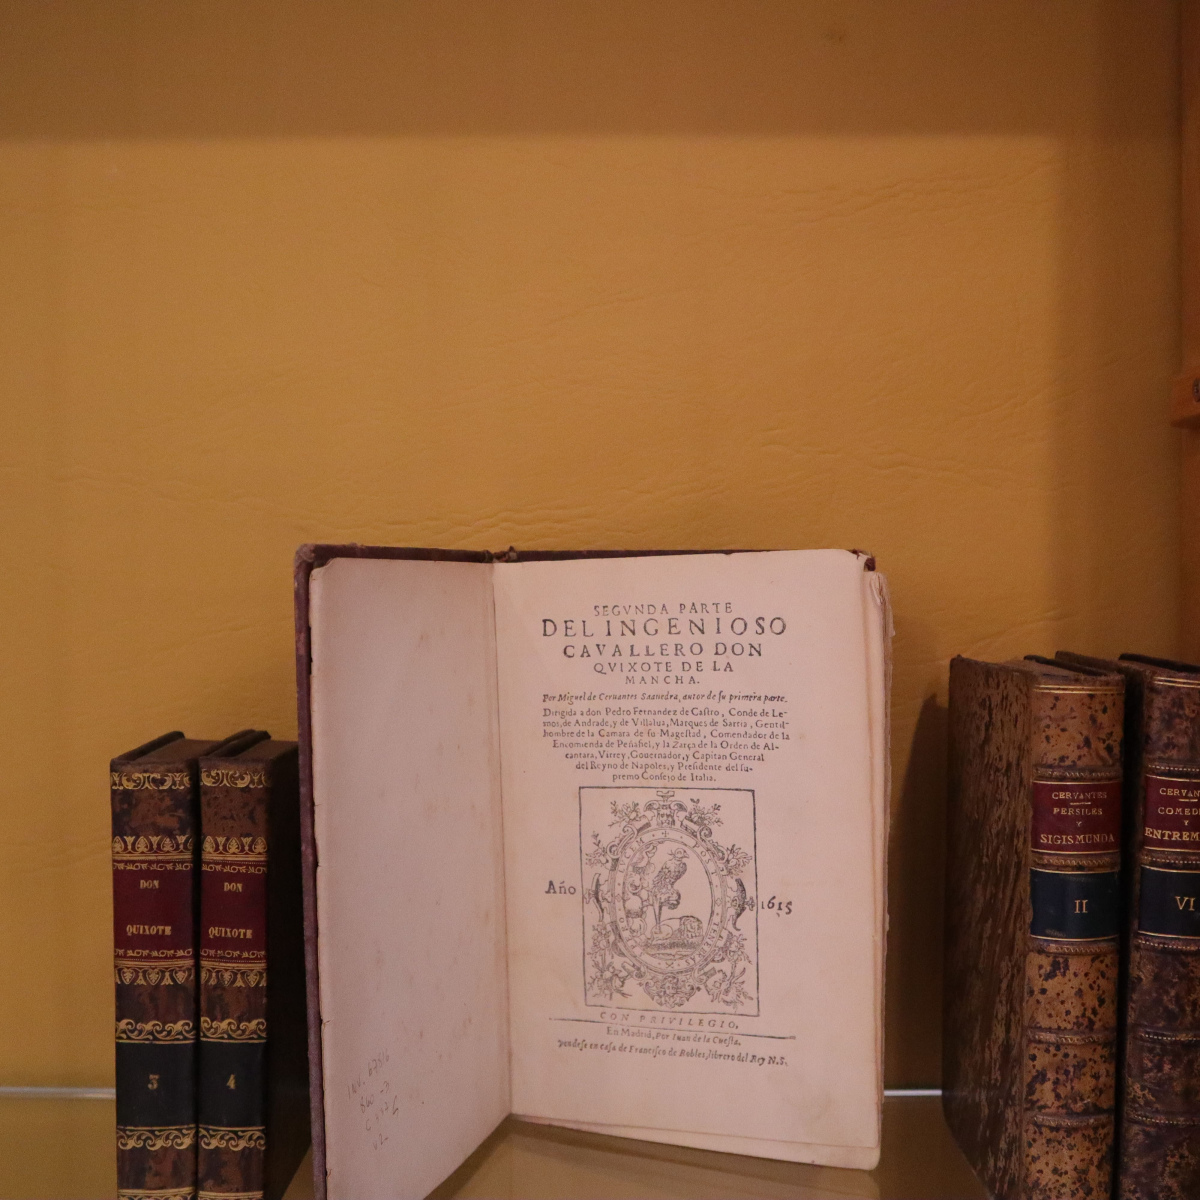 SEGVNDA PARTE
DEL INGENIOSO
CAVALLERO DON
QVIXOTE DE LA
MANCHA.
Por Miguel de Ceruantes Saauedra, autor de su primera parte.
Dirigida a don Pedro Fernandez de Castro, Conde de Le-
mos, de Andrade, y de Villalua, Marques de Sarria, Gentil-
hombre de la Camara de su Magestad, Comendador de la
Encomienda de Peñafiel, y la Zarça de la Orden de Al-
cantara, Virrey, Gouernador, y Capitan General
del Reyno de Napoles, y Presidente del su-
premo Consejo de Italia.
Año
1615
CON PRIVILEGIO,
En Madrid, Por Iuan de la Cuesta.
vendese en casa de Francisco de Robles, librero del Rey N.S.
DON
QUIXOTE
3
DON
QUIXOTE
4
CERVANTES
PERSILES
Y
SIGISMUNDA
II
CERVAN
COMED
Y
ENTREM
VI